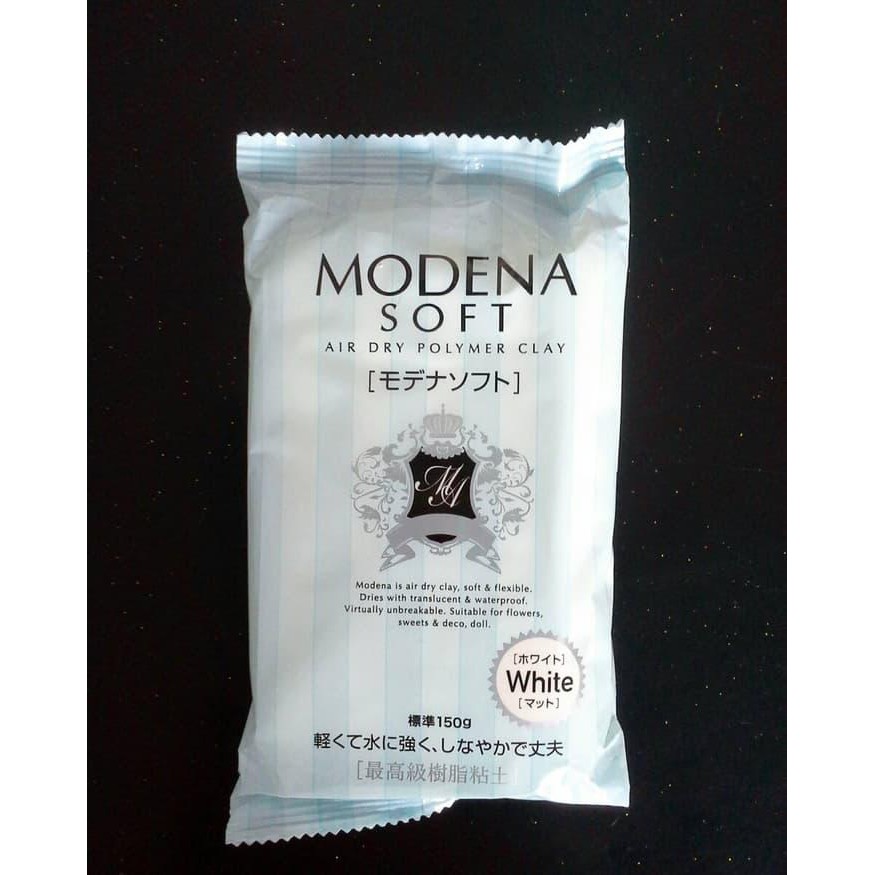 MODENA
SOFT
AIR DRY POLYMER CLAY
[モデナソフト]
MA
Modena is air dry clay, soft & flexible.
Dries with translucent & waterproof.
Virtually unbreakable. Suitable for flowers,
sweets & deco, doll.
[ホワイト]
White
[マット]
標準150g
軽くて水に強く、しなやかで丈夫
[最高級樹脂粘土